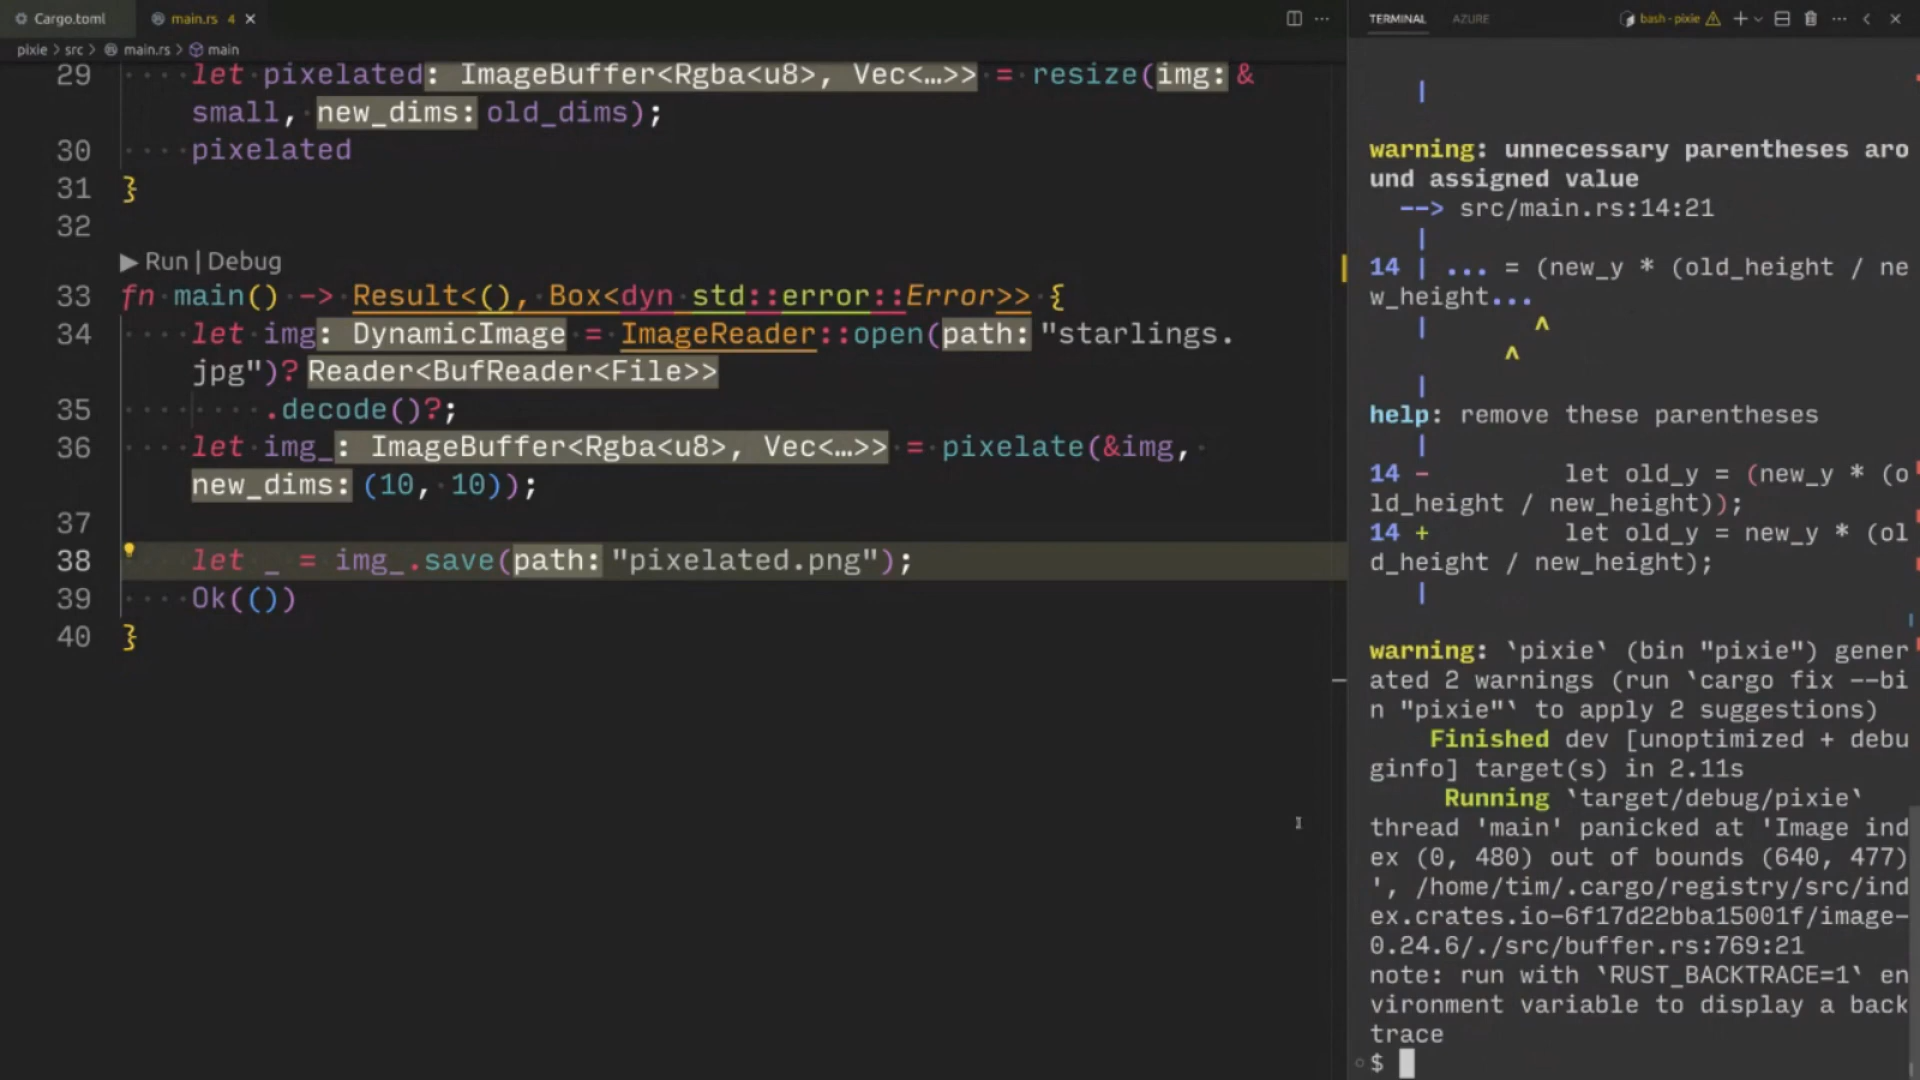 Cargo.toml
main.rs 4
pixie > src > main.rs > main
29 let pixelated: ImageBuffer<Rgba<u8>, Vec<…>> = resize(img: &
small, new_dims: old_dims);
30 pixelated
31 }
32
Run | Debug
33 fn main() -> Result<(), Box<dyn std::error::Error>> {
34 let img: DynamicImage = ImageReader::open(path: "starlings.
jpg")? Reader<BufReader<File>>
35 .decode()?;
36 let img_: ImageBuffer<Rgba<u8>, Vec<…>> = pixelate(&img,
new_dims: (10, 10));
37
38 let _ = img_.save(path: "pixelated.png");
39 Ok(())
40 }
TERMINAL AZURE bash - pixie
|
warning: unnecessary parentheses aro
und assigned value
--> src/main.rs:14:21
|
14 | ... = (new_y * (old_height / ne
w_height...
| ^
^
|
help: remove these parentheses
|
14 - let old_y = (new_y * (o
ld_height / new_height));
14 + let old_y = new_y * (ol
d_height / new_height);
|
warning: `pixie` (bin "pixie") gener
ated 2 warnings (run `cargo fix --bi
n "pixie"` to apply 2 suggestions)
Finished dev [unoptimized + debu
ginfo] target(s) in 2.11s
Running `target/debug/pixie`
thread 'main' panicked at 'Image ind
ex (0, 480) out of bounds (640, 477)
', /home/tim/.cargo/registry/src/ind
ex.crates.io-6f17d22bba15001f/image-
0.24.6/./src/buffer.rs:769:21
note: run with `RUST_BACKTRACE=1` en
vironment variable to display a back
trace
$